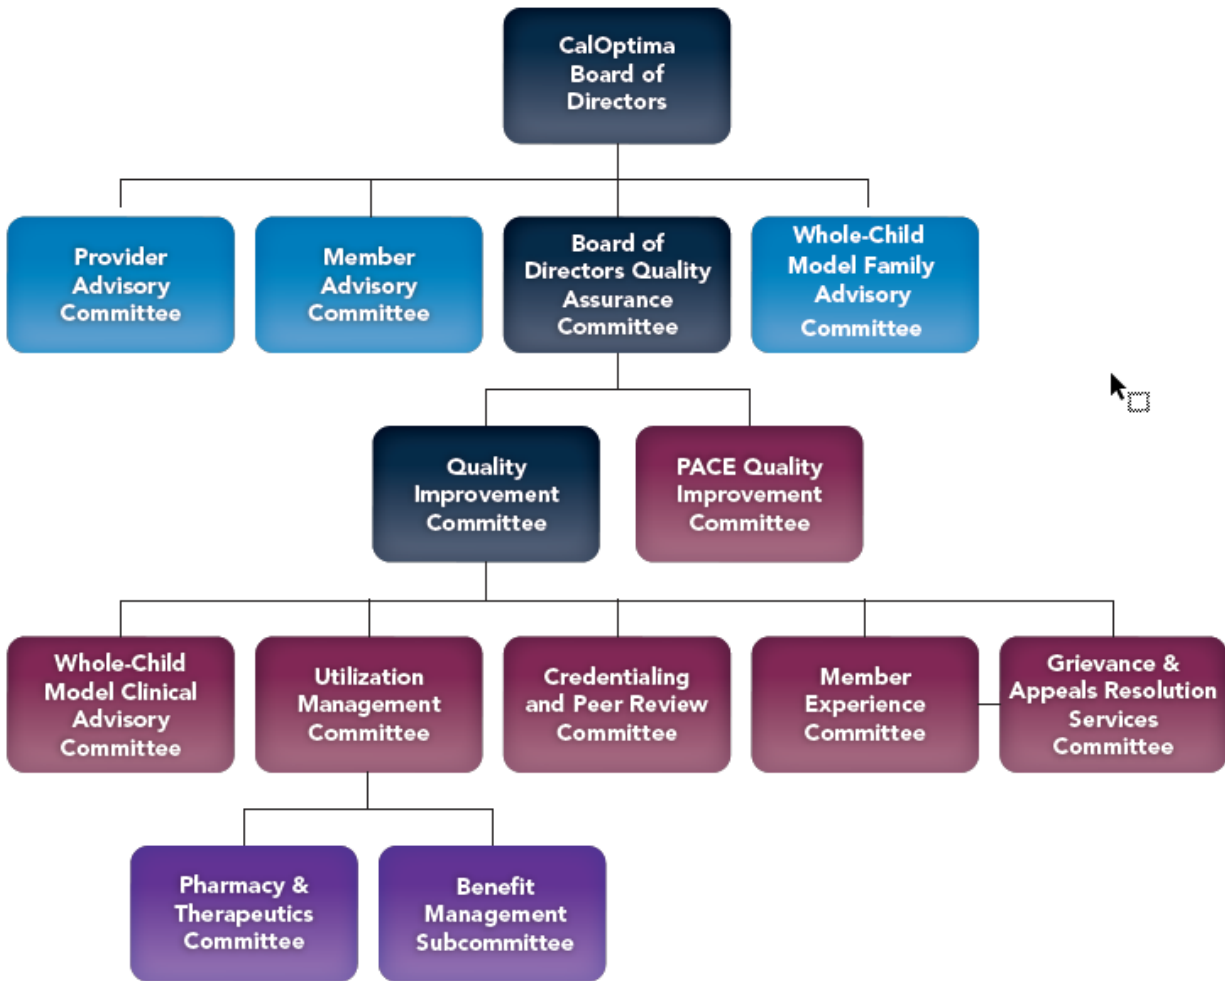 CalOptima
Board of
Directors
Provider
Advisory
Committee
Member
Advisory
Committee
Board of
Directors Quality
Assurance
Committee
Whole-Child
Model Family
Advisory
Committee
Quality
Improvement
Committee
PACE Quality
Improvement
Committee
Whole-Child
Model Clinical
Advisory
Committee
Utilization
Management
Committee
Credentialing
and Peer Review
Committee
Member
Experience
Committee
Grievance &
Appeals Resolution
Services
Committee
Pharmacy &
Therapeutics
Committee
Benefit
Management
Subcommittee